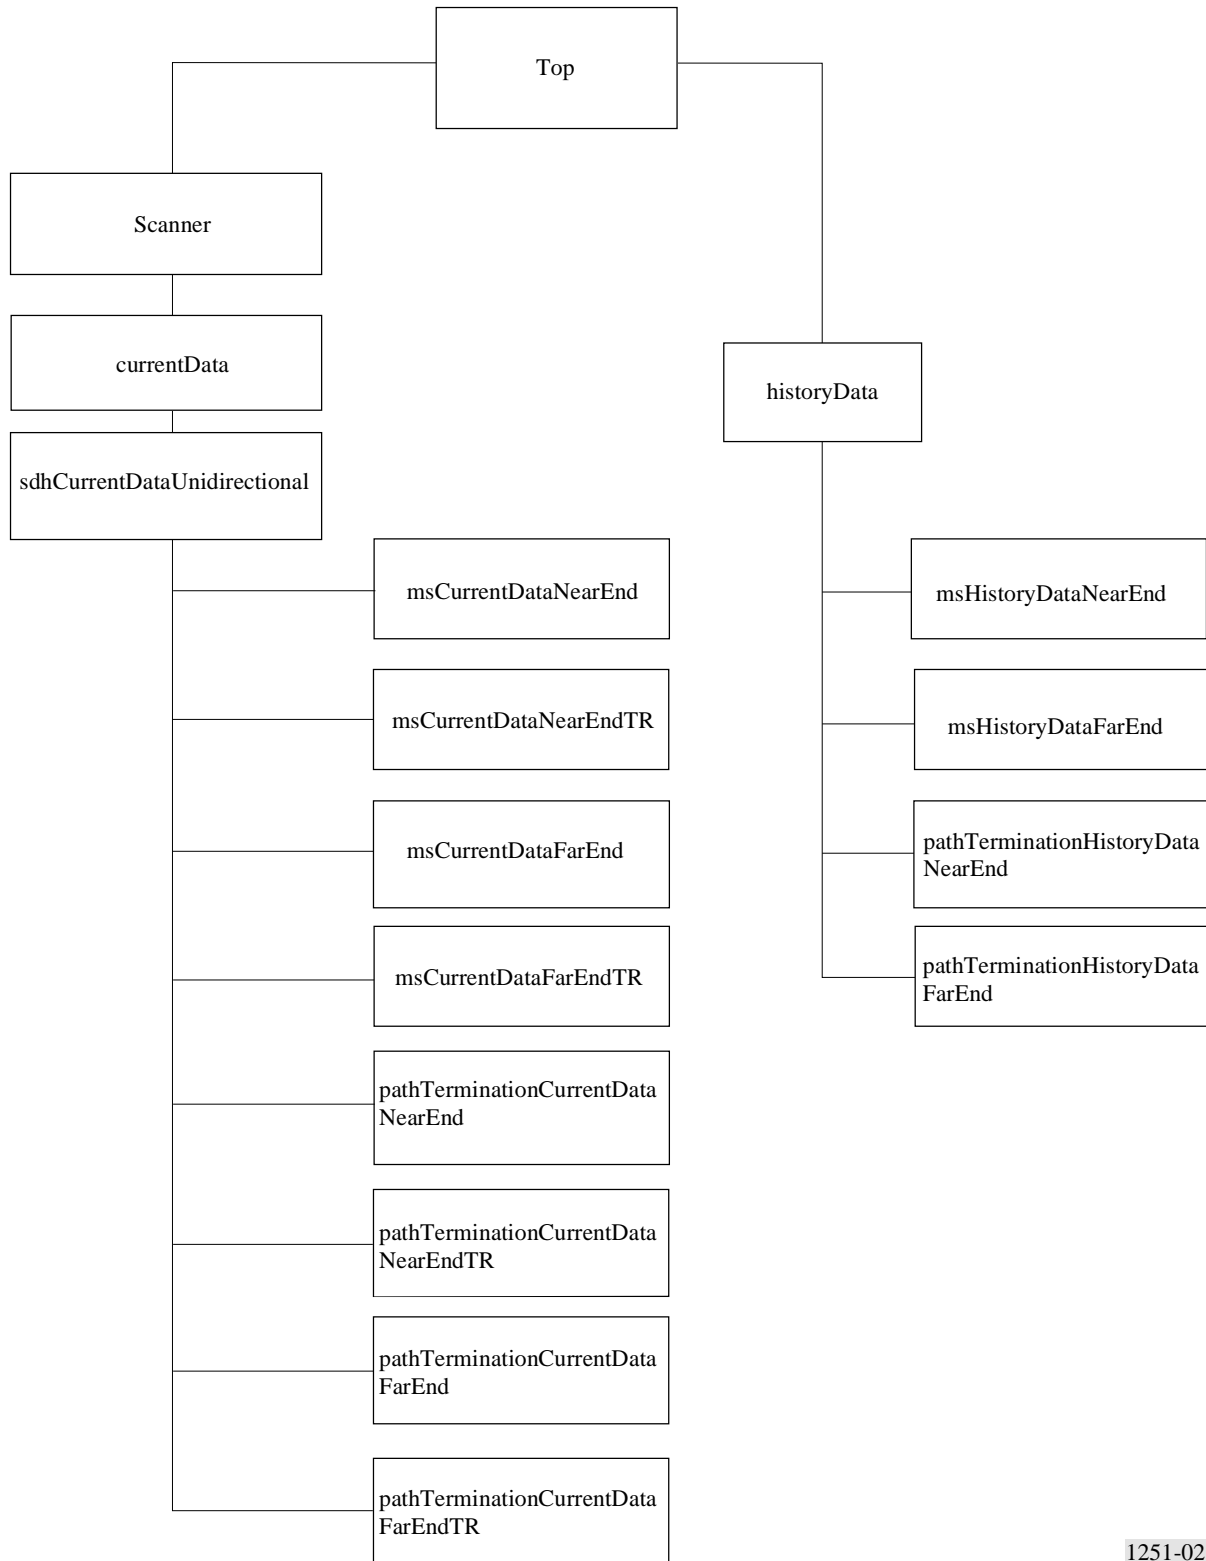 Top
Scanner
currentData
historyData
sdhCurrentDataUnidirectional
msCurrentDataNearEnd
msHistoryDataNearEnd
msCurrentDataNearEndTR
msHistoryDataFarEnd
msCurrentDataFarEnd
pathTerminationHistoryData
NearEnd
msCurrentDataFarEndTR
pathTerminationHistoryData
FarEnd
pathTerminationCurrentData
NearEnd
pathTerminationCurrentData
NearEndTR
pathTerminationCurrentData
FarEnd
pathTerminationCurrentData
FarEndTR
1251-02